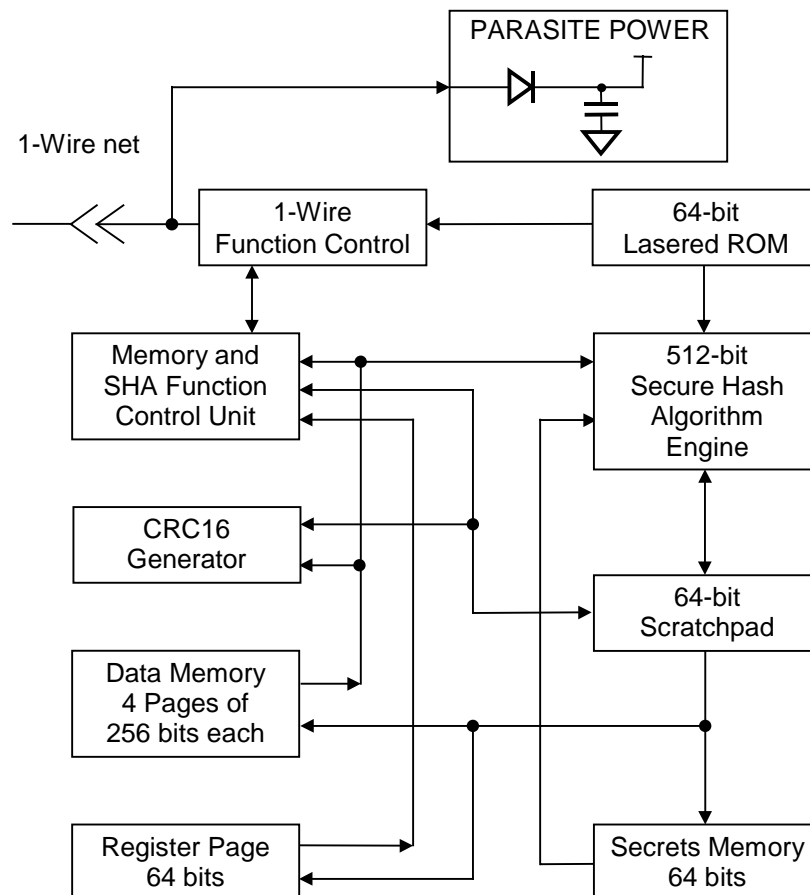 PARASITE POWER
1-Wire net
1-Wire
Function Control
64-bit
Lasered ROM
Memory and
SHA Function
Control Unit
512-bit
Secure Hash
Algorithm
Engine
CRC16
Generator
64-bit
Scratchpad
Data Memory
4 Pages of
256 bits each
Register Page
64 bits
Secrets Memory
64 bits